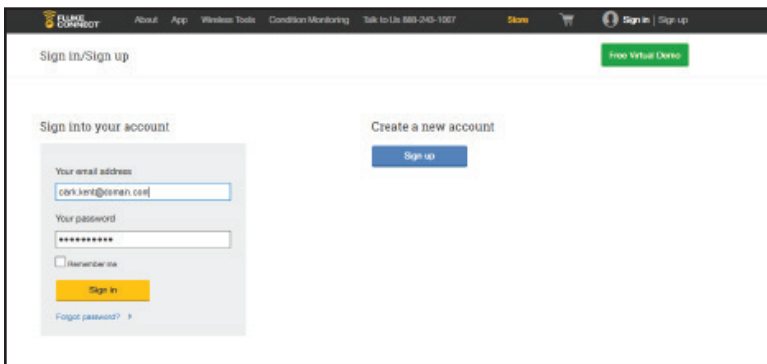 FLUKE CONNECT About App Wireless Tools Condition Monitoring Talk to Us 888-245-1067 Store Sign in | Sign up
Sign in/Sign up
Free Virtual Demo
Sign into your account
Create a new account
Sign up
Your email address
clark.kent@domain.com
Your password
••••••••••
Remember me
Sign in
Forgot password? >